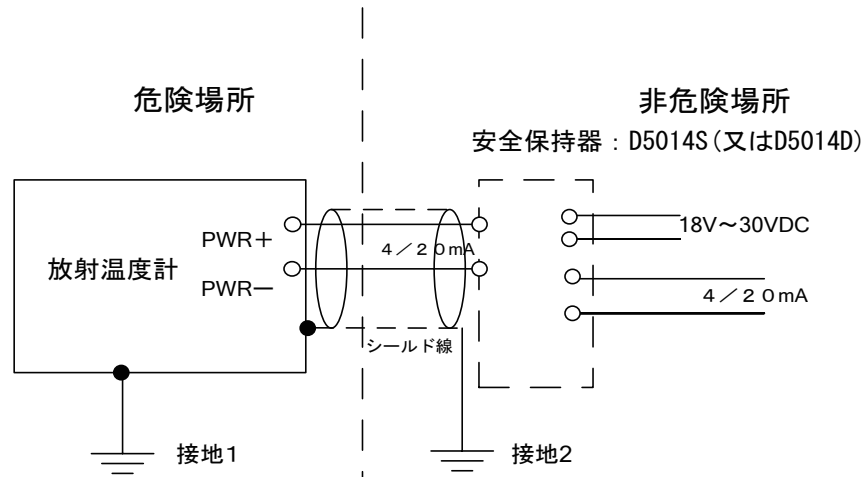 危険場所
非危険場所
安全保持器：D5014S(又はD5014D)
放射温度計
PWR＋
PWR－
4／20mA
シールド線
18V～30VDC
4／20mA
接地1
接地2